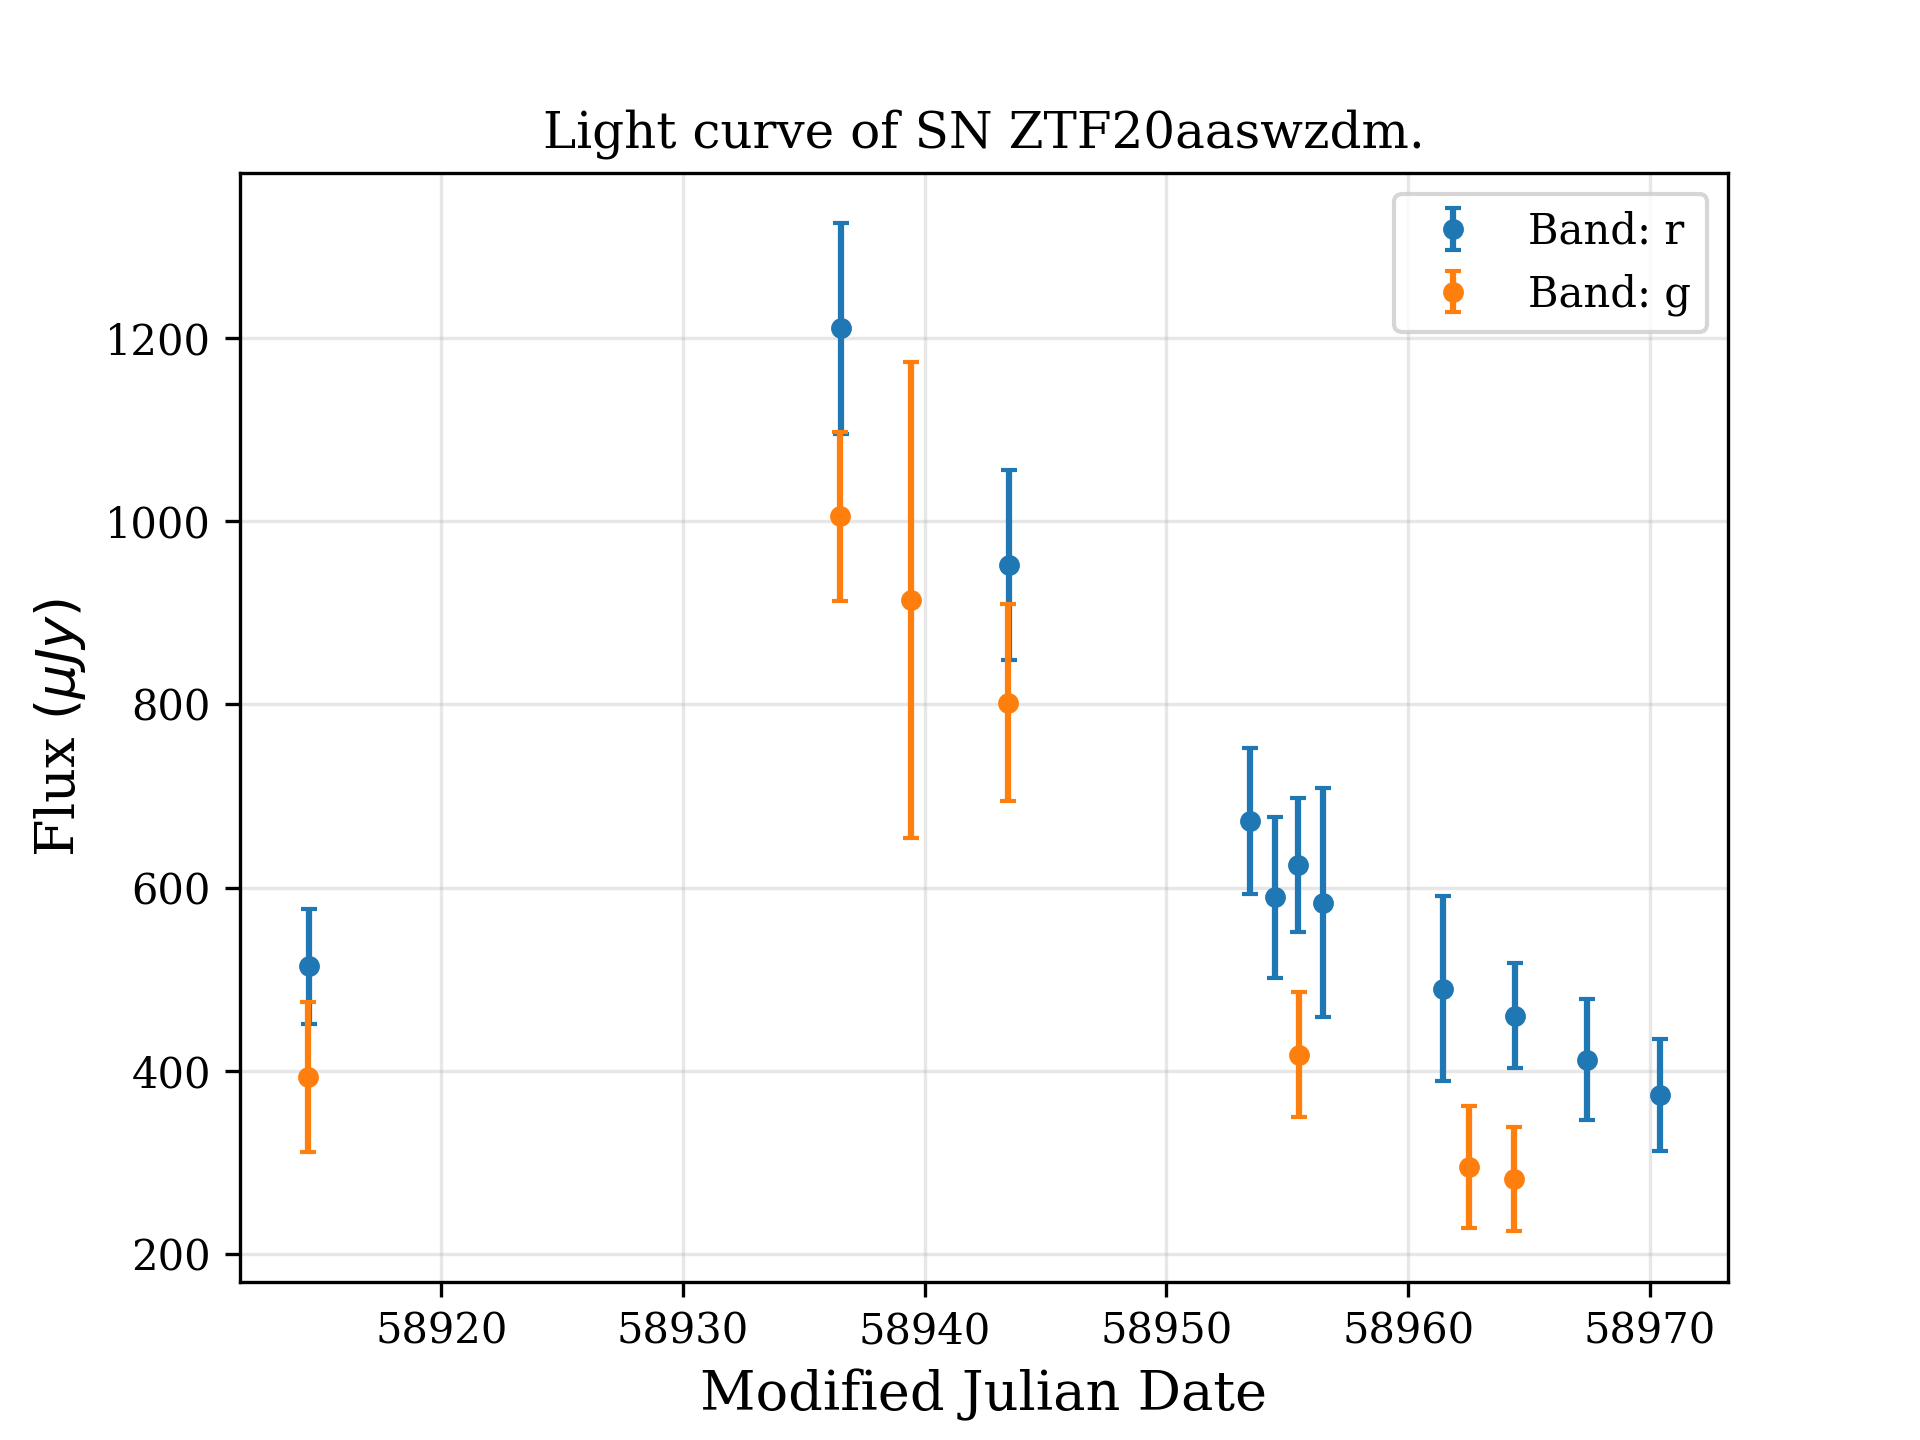 Light curve of SN ZTF20aaswzdm.
Band: r
Band: g
1200
1000
800
600
400
200
Flux (μJy)
58920 58930 58940 58950 58960 58970
Modified Julian Date